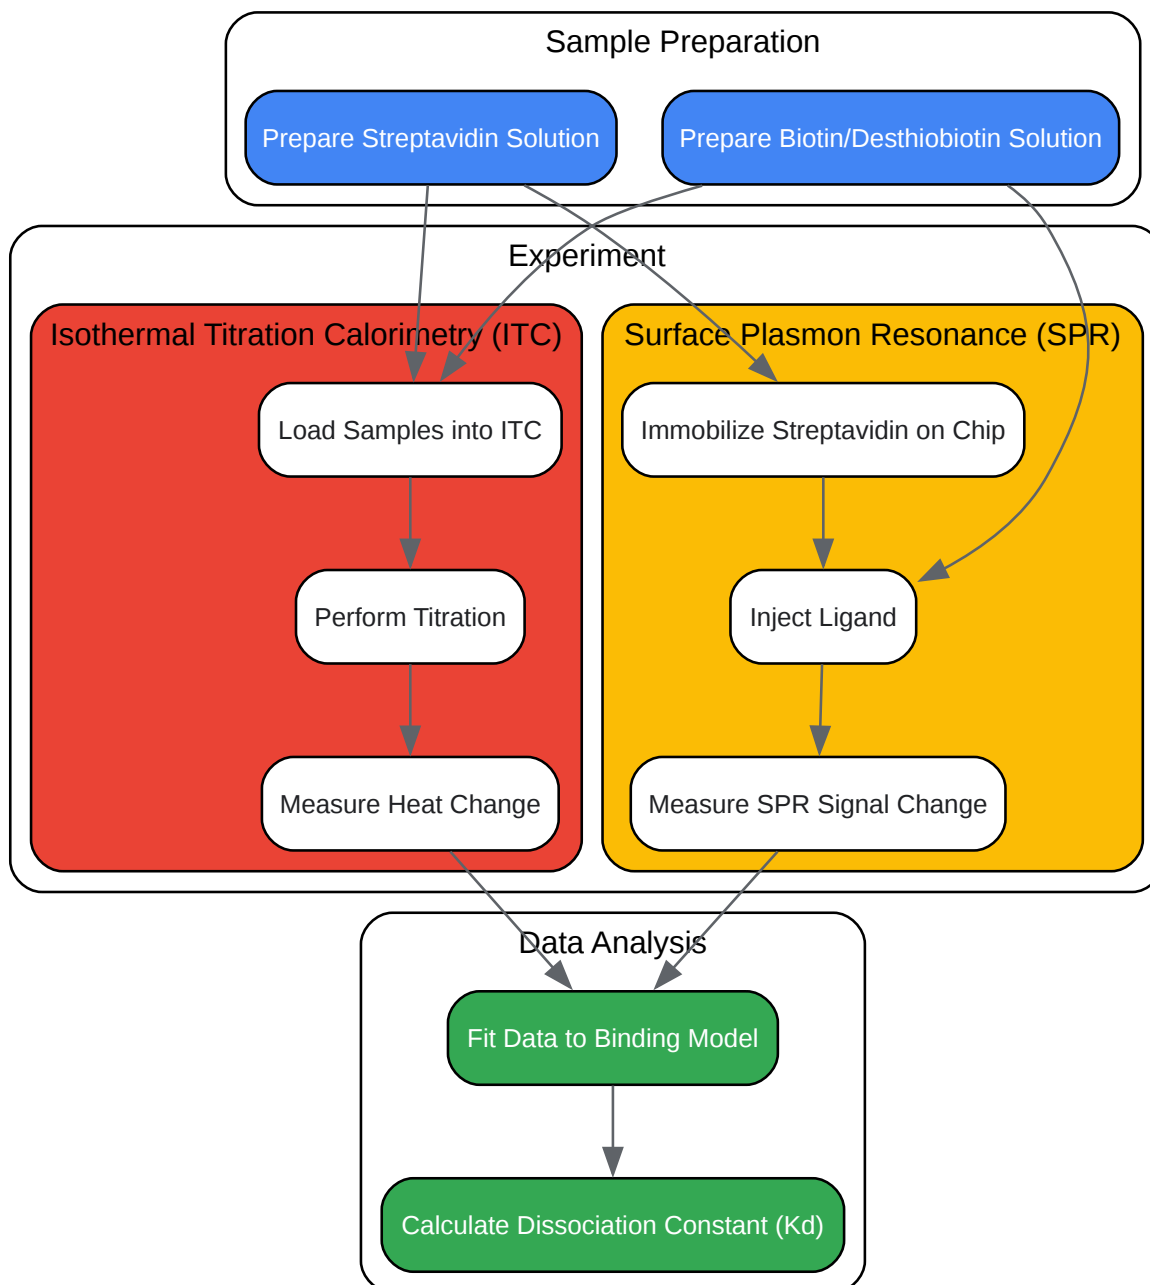 Sample Preparation
Prepare Streptavidin Solution
Prepare Biotin/Desthiobiotin Solution
Experiment
Isothermal Titration Calorimetry (ITC)
Surface Plasmon Resonance (SPR)
Load Samples into ITC
Immobilize Streptavidin on Chip
Perform Titration
Inject Ligand
Measure Heat Change
Measure SPR Signal Change
Data Analysis
Fit Data to Binding Model
Calculate Dissociation Constant (Kd)